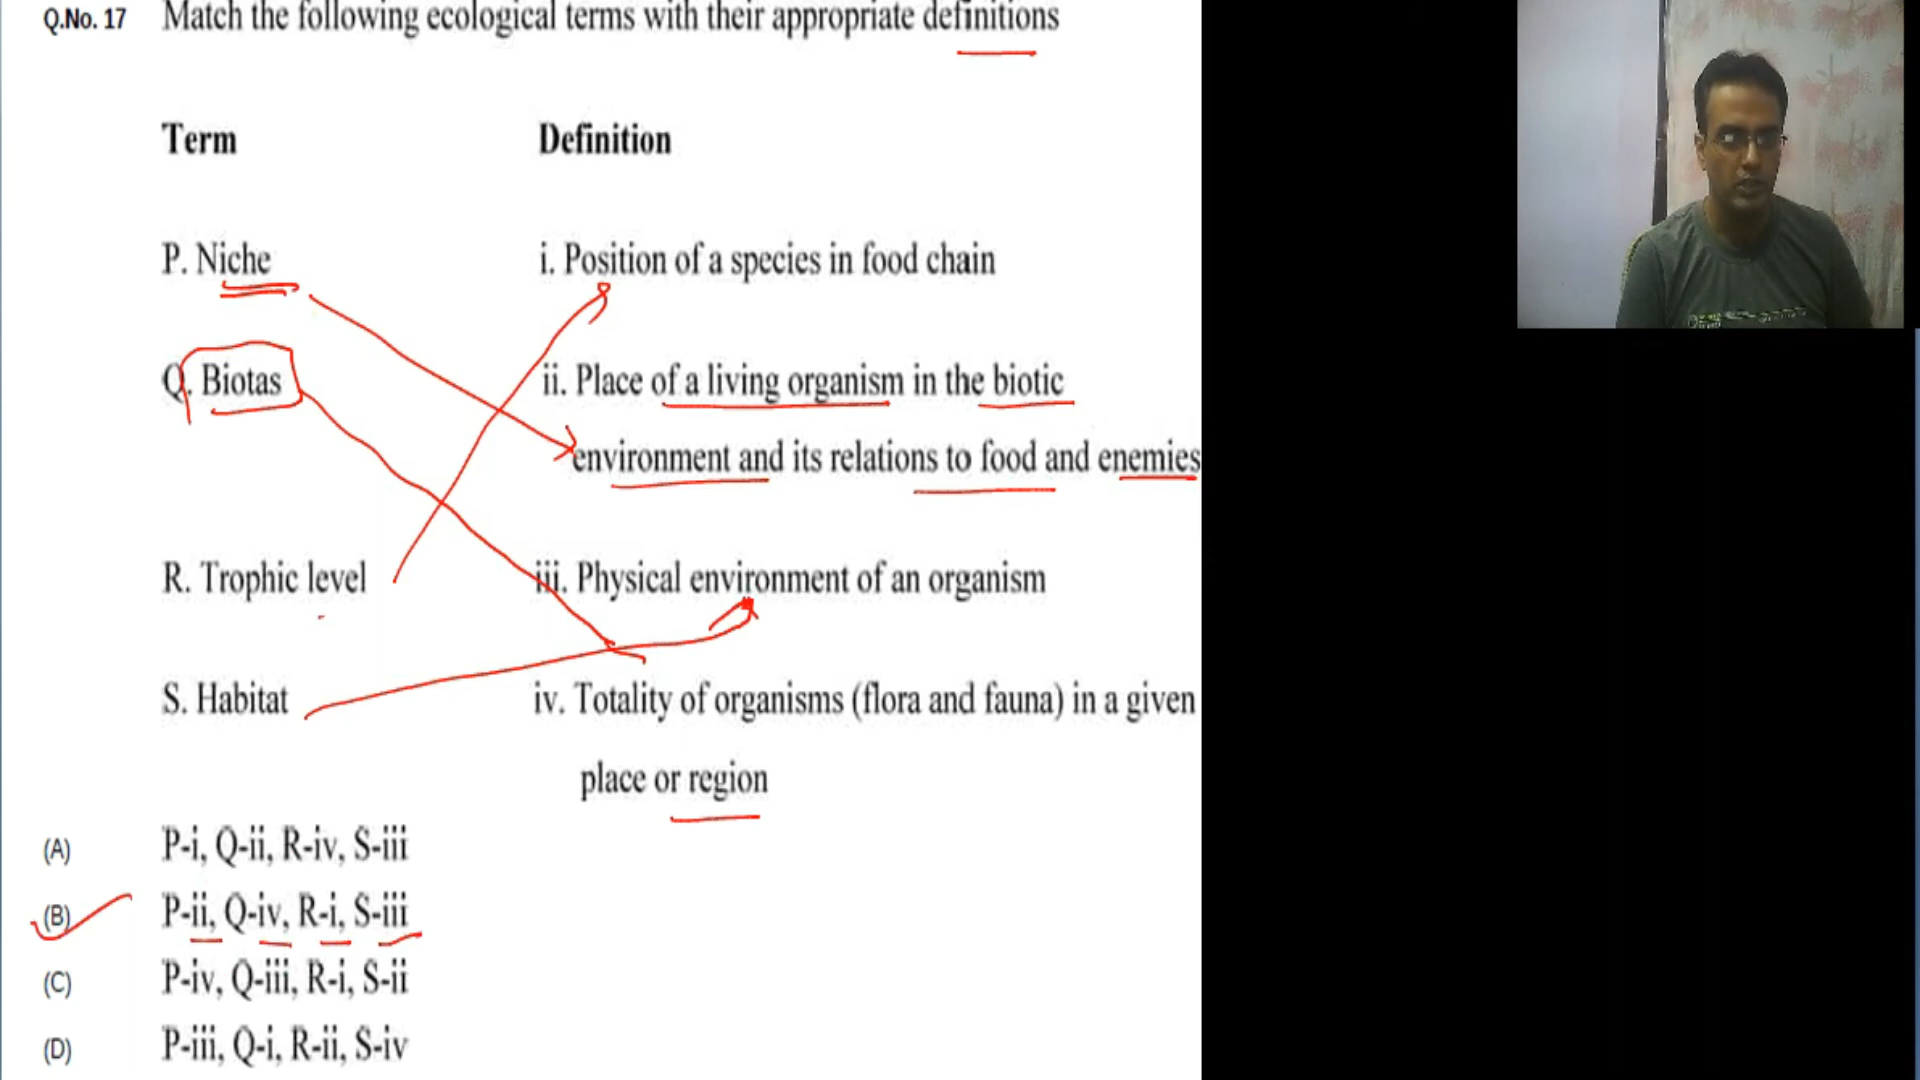 Q.No. 17 Match the following ecological terms with their appropriate definitions
Term Definition
P. Niche i. Position of a species in food chain
Q. Biotas ii. Place of a living organism in the biotic
environment and its relations to food and enemies
R. Trophic level iii. Physical environment of an organism
S. Habitat iv. Totality of organisms (flora and fauna) in a given
place or region
(A) P-i, Q-ii, R-iv, S-iii
(B) P-ii, Q-iv, R-i, S-iii
(C) P-iv, Q-iii, R-i, S-ii
(D) P-iii, Q-i, R-ii, S-iv